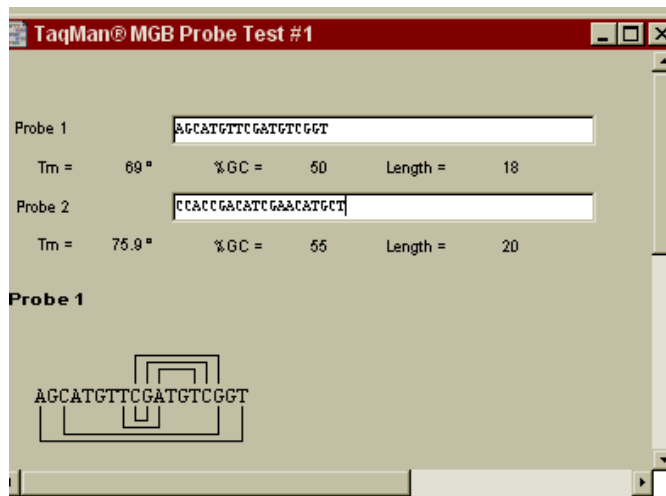 TaqMan® MGB Probe Test #1
Probe 1 AGCATGTTCGATGTCGGT
Tm = 69 ° %GC = 50 Length = 18
Probe 2 CCACCGACATCGAACATGCT
Tm = 75.9 ° %GC = 55 Length = 20
Probe 1
AGCATGTTCGATGTCGGT